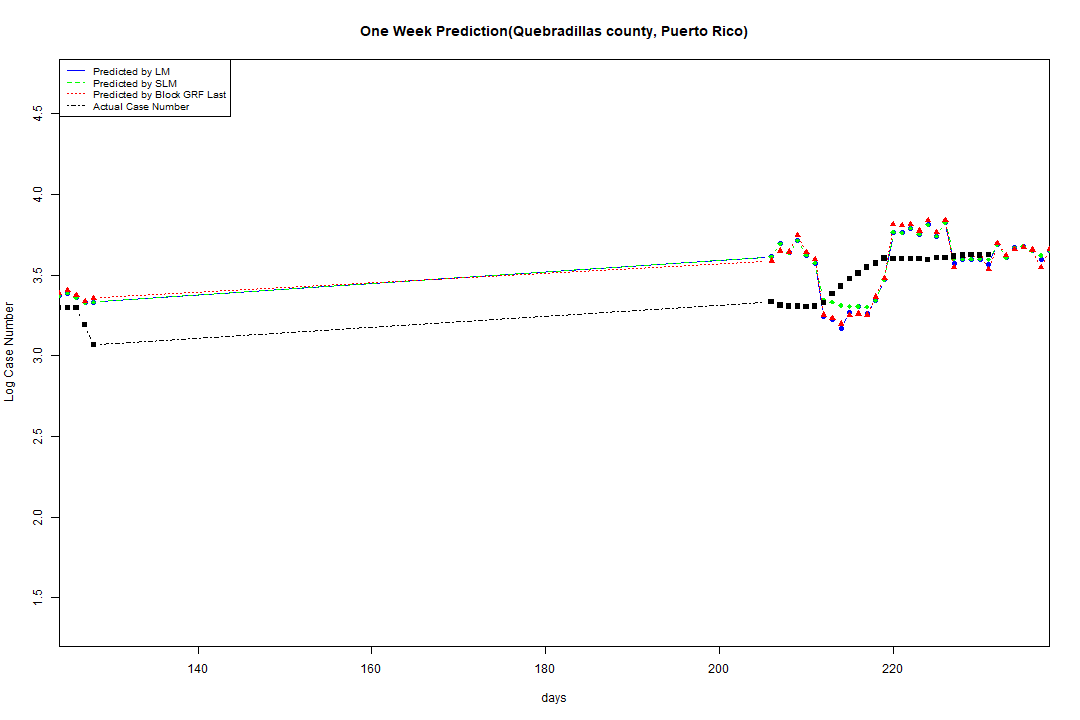 One Week Prediction(Quebradillas county, Puerto Rico)
Predicted by LM
Predicted by SLM
Predicted by Block GRF Last
Actual Case Number
4.5
4.0
3.5
3.0
2.5
2.0
1.5
Log Case Number
140 160 180 200 220
days